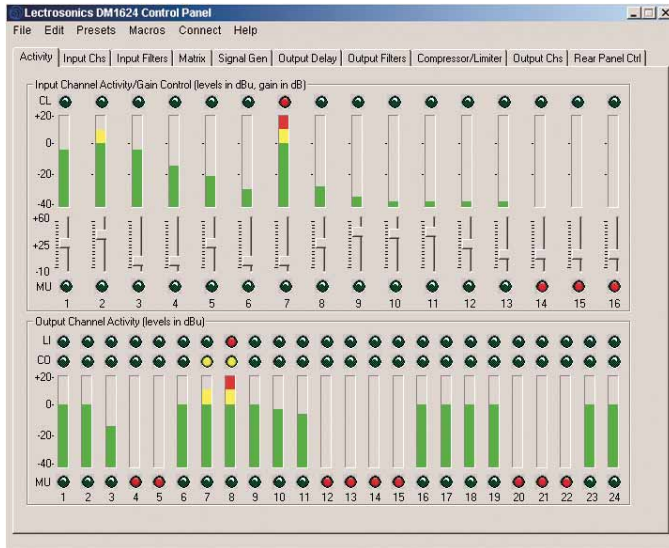 Lectrosonics DM1624 Control Panel
File Edit Presets Macros Connect Help
Activity Input Chs Input Filters Matrix Signal Gen Output Delay Output Filters Compressor/Limiter Output Chs Rear Panel Ctrl
Input Channel Activity/Gain Control (levels in dBu, gain in dB)
CL
+20-
0-
-20-
-40-
+60
+25
-10
MU
1 2 3 4 5 6 7 8 9 10 11 12 13 14 15 16
Output Channel Activity (levels in dBu)
LI
CO
+20-
0-
-20-
-40-
MU
1 2 3 4 5 6 7 8 9 10 11 12 13 14 15 16 17 18 19 20 21 22 23 24